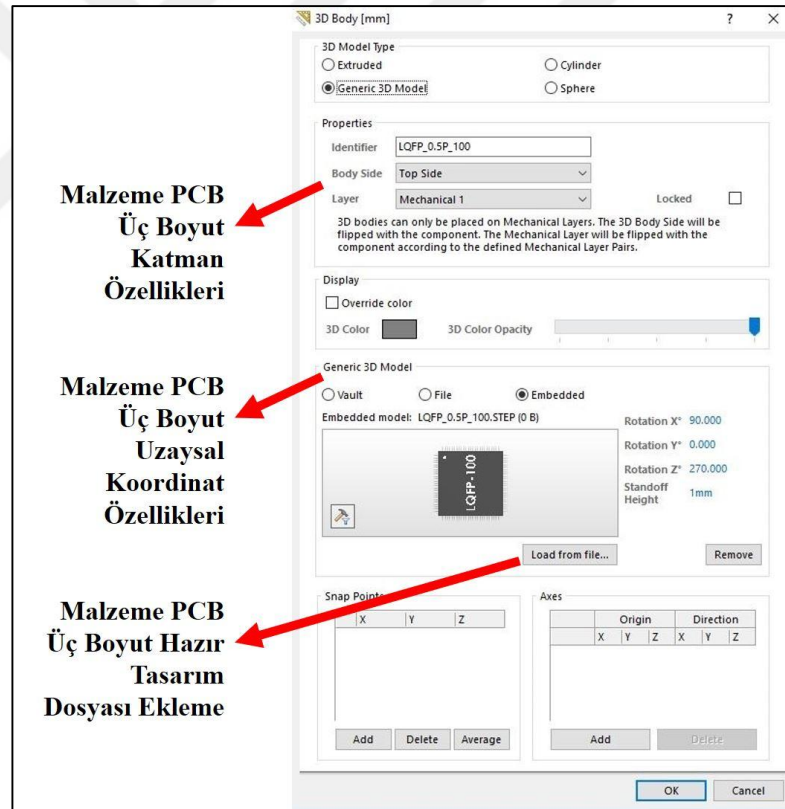 3D Body [mm]
? ×
3D Model Type
Extruded
Cylinder
Generic 3D Model
Sphere
Properties
Identifier LQFP_0.5P_100
Body Side Top Side
Layer Mechanical 1 Locked
3D bodies can only be placed on Mechanical Layers. The 3D Body Side will be
flipped with the component. The Mechanical Layer will be flipped with the
component according to the defined Mechanical Layer Pairs.
Malzeme PCB
Üç Boyut
Katman
Özellikleri
Display
Override color
3D Color 3D Color Opacity
Generic 3D Model
Vault File Embedded
Embedded model: LQFP_0.5P_100.STEP (0 B)
Rotation X° 90.000
Rotation Y° 0.000
Rotation Z° 270.000
Standoff
Height 1mm
LQFP-100
Load from file... Remove
Malzeme PCB
Üç Boyut
Uzaysal
Koordinat
Özellikleri
Snap Points
X Y Z
Add Delete Average
Axes
Origin Direction
X Y Z X Y Z
Add Delete
Malzeme PCB
Üç Boyut Hazır
Tasarım
Dosyası Ekleme
OK Cancel